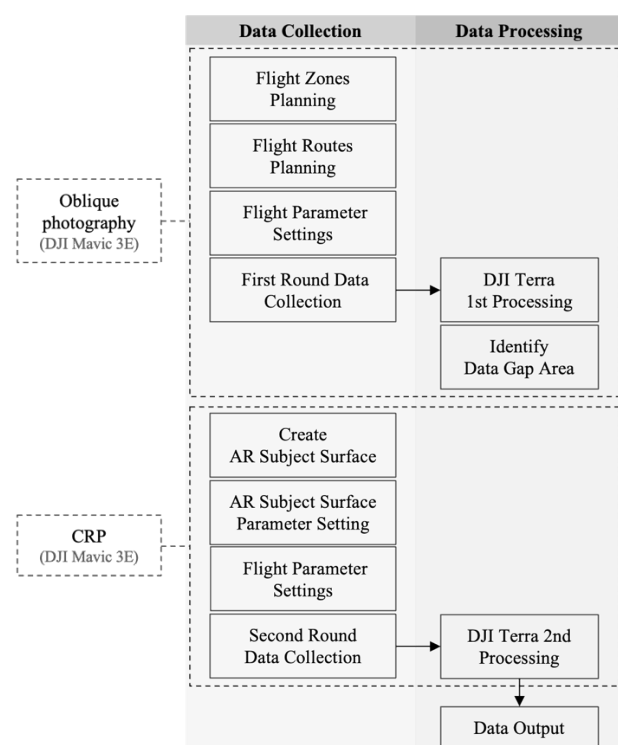 Data Collection
Data Processing
Flight Zones
Planning
Flight Routes
Planning
Oblique
photography
(DJI Mavic 3E)
Flight Parameter
Settings
First Round Data
Collection
DJI Terra
1st Processing
Identify
Data Gap Area
Create
AR Subject Surface
AR Subject Surface
Parameter Setting
CRP
(DJI Mavic 3E)
Flight Parameter
Settings
Second Round
Data Collection
DJI Terra 2nd
Processing
Data Output